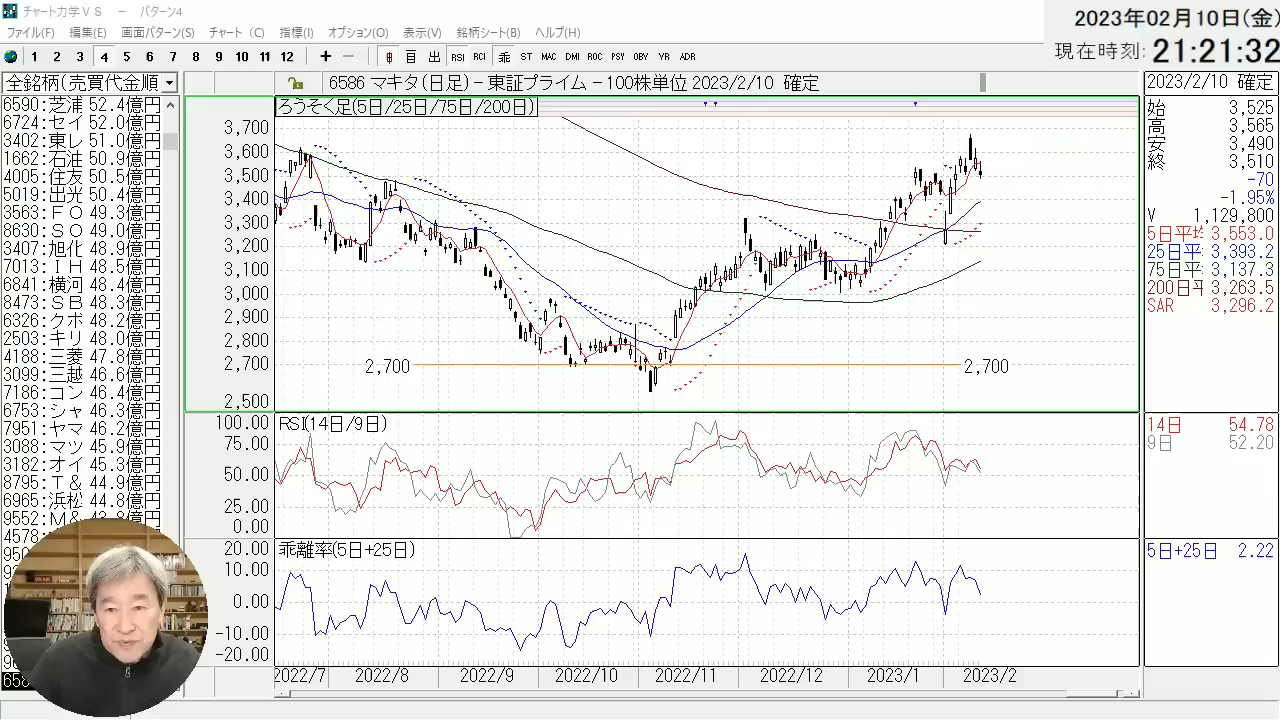 チャート力学ＶＳ － パターン4
ファイル(F) 編集(E) 画面パターン(S) チャート (C) 指標(I) オプション(O) 表示(V) 銘柄シート(B) ヘルプ(H)
2023年02月10日(金)
現在時刻: 21:21:32
1 2 3 4 5 6 7 8 9 10 11 12 + － RSI RCI 乖 ST MAC DMI ROC PSY OBV YR ADR
全銘柄(売買代金順
6586 マキタ(日足)－東証プライム－100株単位 2023/2/10 確定
2023/2/10 確定
6590:芝浦 52.4億円
6724:セイ 52.0億円
3402:東レ 51.0億円
1662:石油 50.9億円
4005:住友 50.5億円
5019:出光 50.4億円
3563:ＦＯ 49.3億円
8630:ＳＯ 49.0億円
3407:旭化 48.9億円
7013:ＩＨ 48.5億円
6841:横河 48.4億円
8473:ＳＢ 48.3億円
6326:クボ 48.2億円
2503:キリ 48.0億円
4188:三菱 47.8億円
3099:三越 46.6億円
7186:コン 46.4億円
6753:シャ 46.3億円
7951:ヤマ 46.2億円
3088:マツ 45.9億円
3182:オイ 45.3億円
8795:Ｔ＆ 44.9億円
6965:浜松 44.8億円
9552:Ｍ＆
4578:
ろうそく足(5日/25日/75日/200日)
3,700
3,600
3,500
3,400
3,300
3,200
3,100
3,000
2,900
2,800
2,700
2,500
2,700
2,700
始 3,525
高 3,565
安 3,490
終 3,510
-70
-1.95%
V 1,129,800
5日平均 3,553.0
25日平 3,393.2
75日平 3,137.3
200日平 3,263.5
SAR 3,296.2
RSI(14日/9日)
100.00
75.00
50.00
25.00
0.00
14日 54.78
9日 52.20
乖離率(5日+25日)
20.00
10.00
0.00
-10.00
-20.00
5日+25日 2.22
2022/7 2022/8 2022/9 2022/10 2022/11 2022/12 2023/1 2023/2